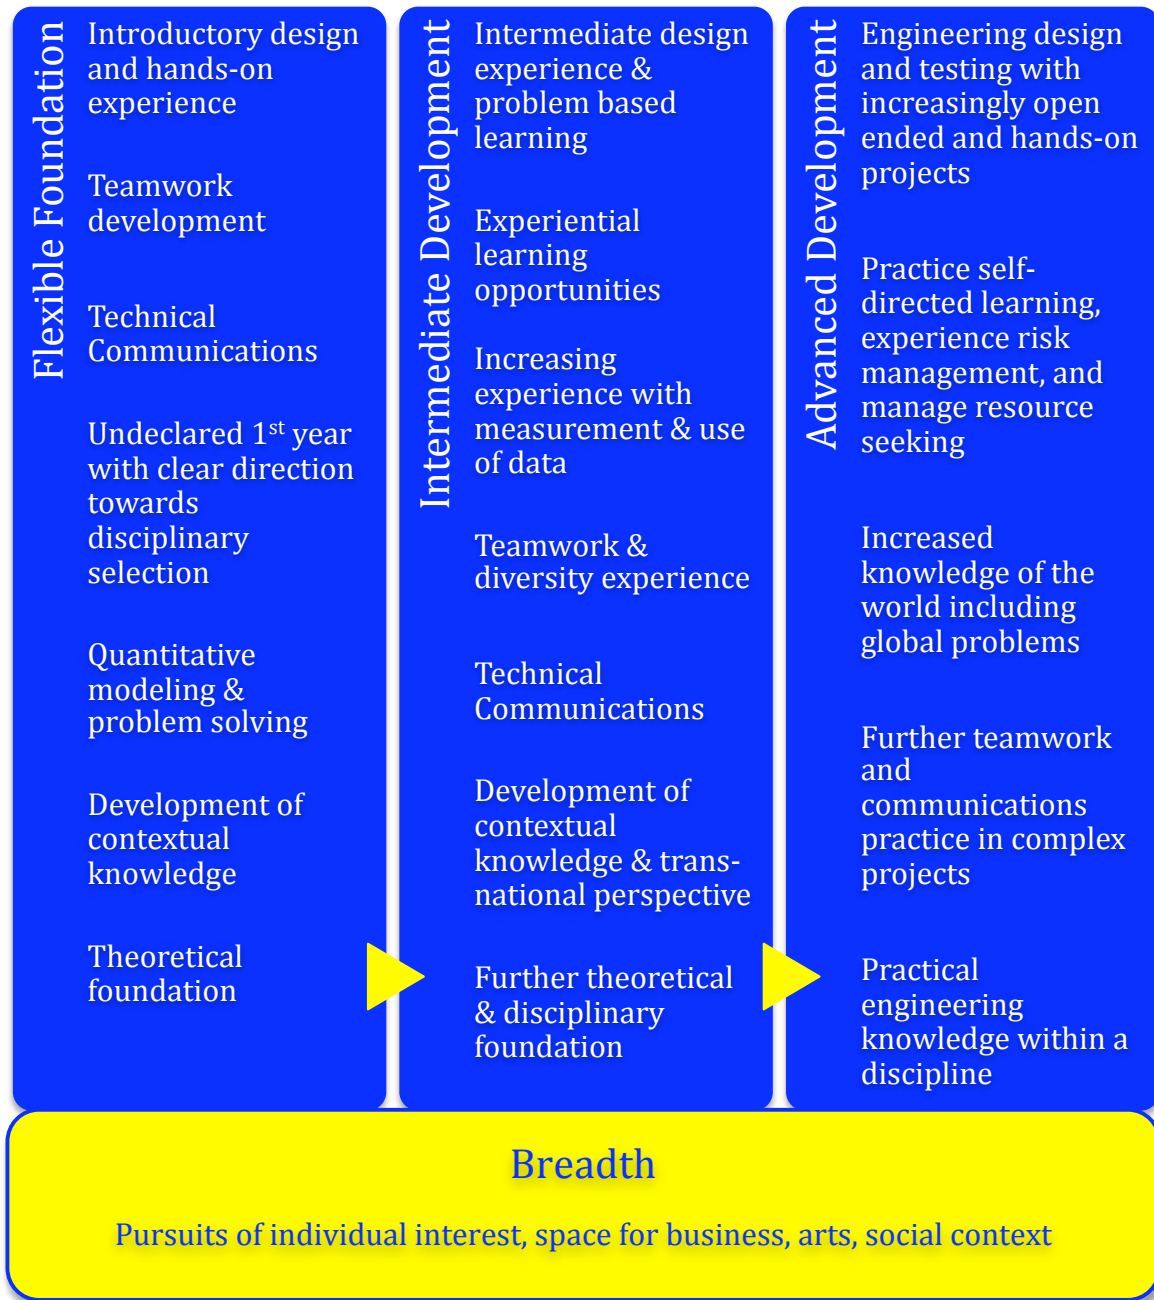 Flexible Foundation
Introductory design
and hands-on
experience
Teamwork
development
Technical
Communications
Undeclared 1st year
with clear direction
towards
disciplinary
selection
Quantitative
modeling &
problem solving
Development of
contextual
knowledge
Theoretical
foundation
Intermediate Development
Intermediate design
experience &
problem based
learning
Experiential
learning
opportunities
Increasing
experience with
measurement & use
of data
Teamwork &
diversity experience
Technical
Communications
Development of
contextual
knowledge & trans-
national perspective
Further theoretical
& disciplinary
foundation
Advanced Development
Engineering design
and testing with
increasingly open
ended and hands-on
projects
Practice self-
directed learning,
experience risk
management, and
manage resource
seeking
Increased
knowledge of the
world including
global problems
Further teamwork
and
communications
practice in complex
projects
Practical
engineering
knowledge within a
discipline
Breadth
Pursuits of individual interest, space for business, arts, social context